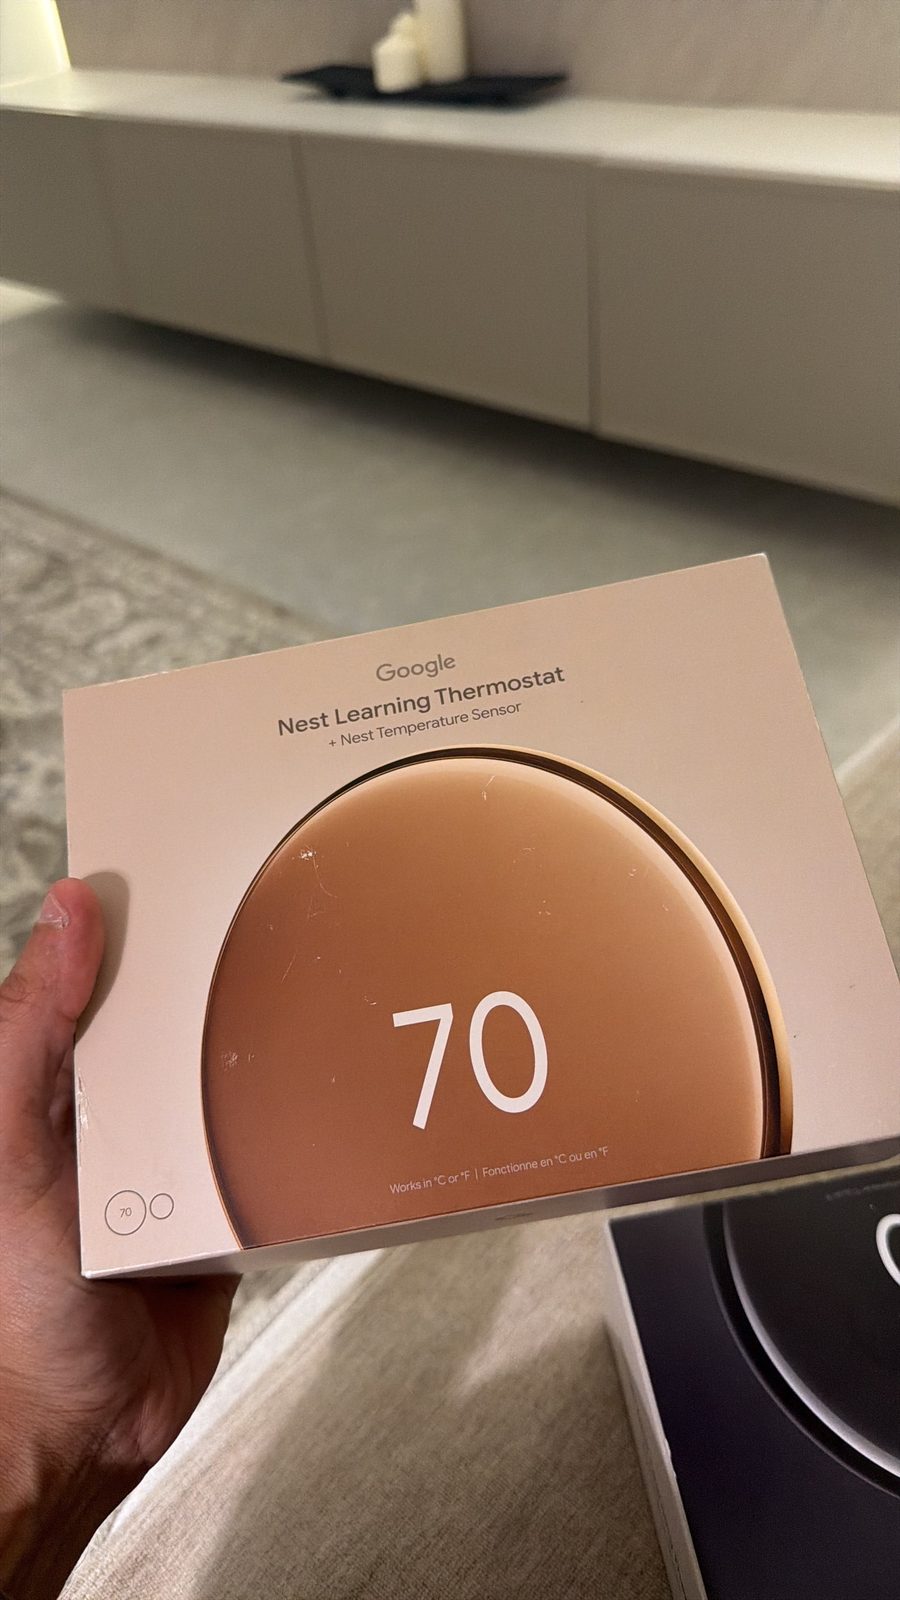 Google
Nest Learning Thermostat
+ Nest Temperature Sensor
70
Works in °C or °F | Fonctionne en °C ou en °F
70